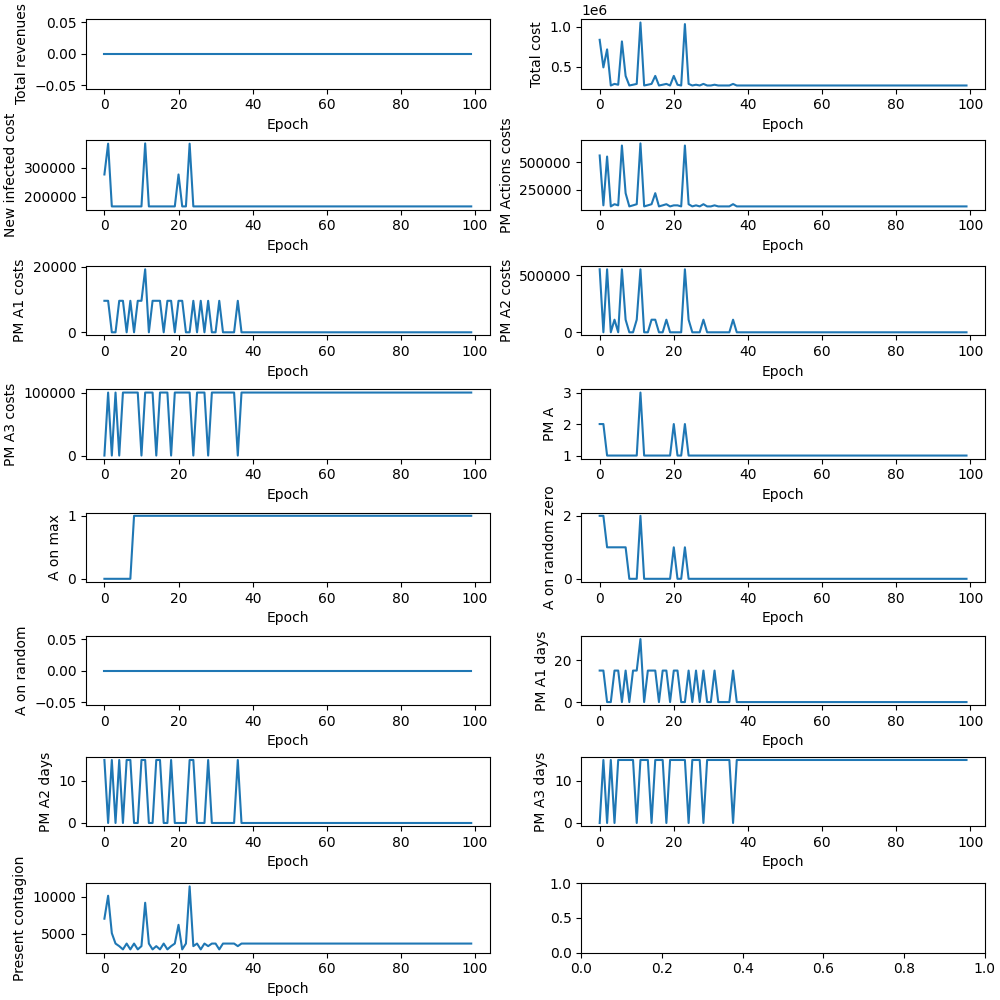 Total revenues
0.05
0.00
−0.05
0 20 40 60 80 100
Epoch
1e6
Total cost
1.0
0.5
0 20 40 60 80 100
Epoch
New infected cost
300000
200000
0 20 40 60 80 100
Epoch
PM Actions costs
500000
250000
0 20 40 60 80 100
Epoch
PM A1 costs
20000
0
0 20 40 60 80 100
Epoch
PM A2 costs
500000
0
0 20 40 60 80 100
Epoch
PM A3 costs
100000
0
0 20 40 60 80 100
Epoch
PM A
3
2
1
0 20 40 60 80 100
Epoch
A on max
1
0
0 20 40 60 80 100
Epoch
A on random zero
2
0
0 20 40 60 80 100
Epoch
A on random
0.05
0.00
−0.05
0 20 40 60 80 100
Epoch
PM A1 days
20
0
0 20 40 60 80 100
Epoch
PM A2 days
10
0
0 20 40 60 80 100
Epoch
PM A3 days
10
0
0 20 40 60 80 100
Epoch
Present contagion
10000
5000
0 20 40 60 80 100
Epoch
1.0
0.5
0.0
0.0 0.2 0.4 0.6 0.8 1.0